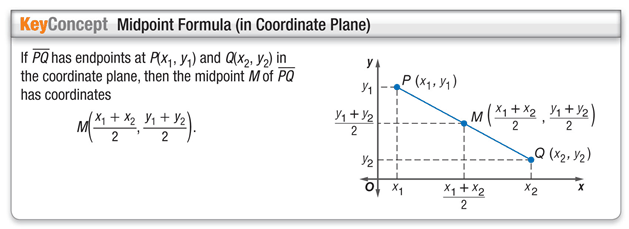 KeyConcept Midpoint Formula (in Coordinate Plane)
If P̅Q̅ has endpoints at P(x₁, y₁) and Q(x₂, y₂) in
the coordinate plane, then the midpoint M of P̅Q̅
has coordinates
M((x₁ + x₂)/2, (y₁ + y₂)/2).
y
y₁
P (x₁, y₁)
(y₁ + y₂)/2
M ((x₁ + x₂)/2 , (y₁ + y₂)/2)
y₂
Q (x₂, y₂)
O
x₁
(x₁ + x₂)/2
x₂
x